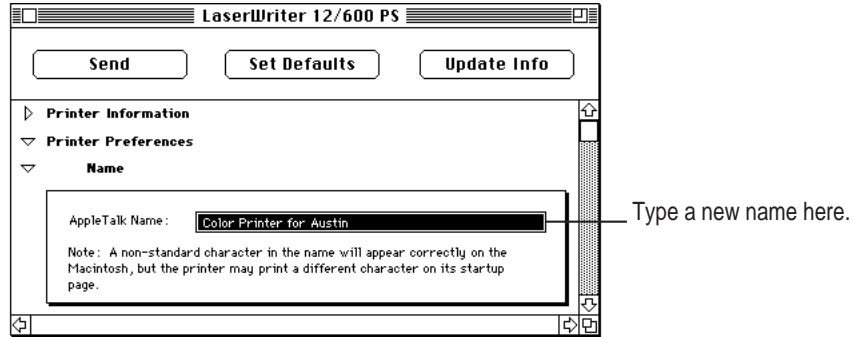 LaserWriter 12/600 PS
Send
Set Defaults
Update Info
Printer Information
Printer Preferences
Name
AppleTalk Name: Color Printer for Austin
Type a new name here.
Note: A non-standard character in the name will appear correctly on the
Macintosh, but the printer may print a different character on its startup
page.